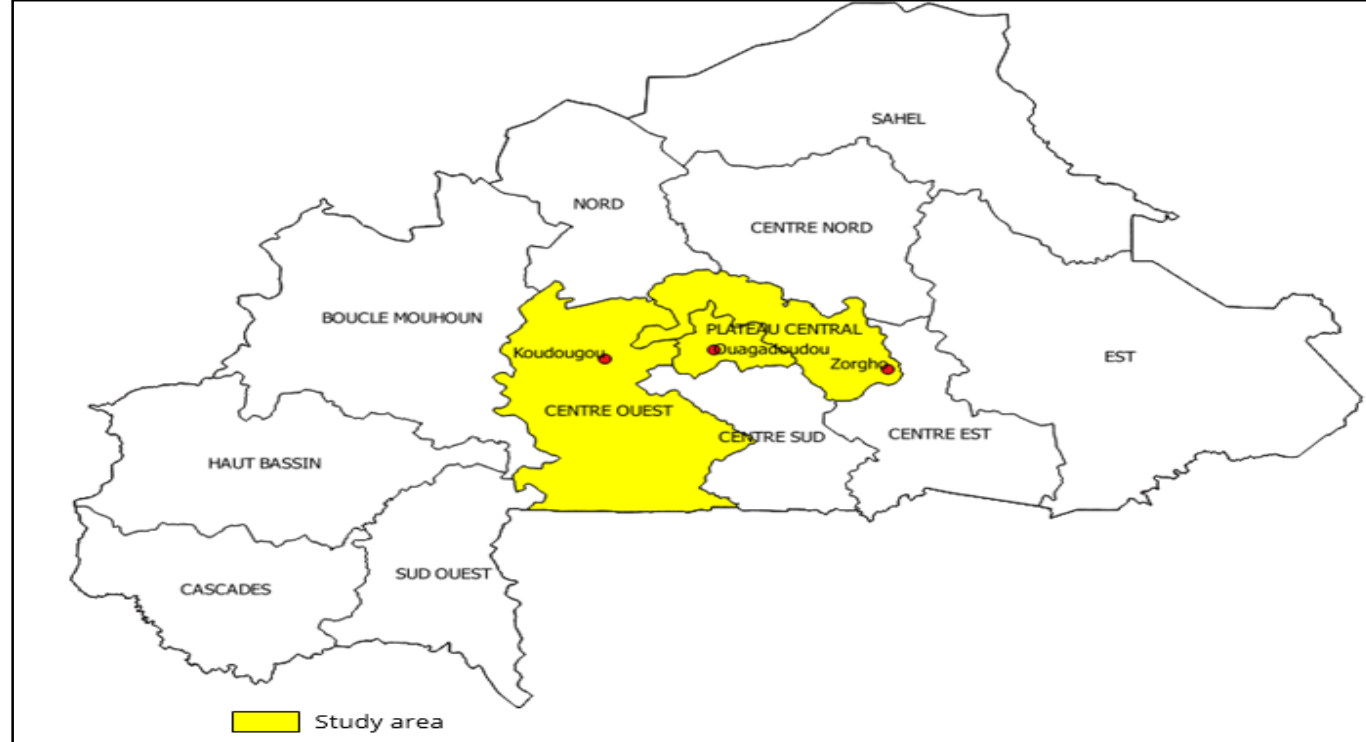 SAHEL
NORD
CENTRE NORD
BOUCLE MOUHOUN
PLATEAU CENTRAL
Ouagadoudou
Koudougou
EST
Zorgho
CENTRE OUEST
CENTRE SUD
CENTRE EST
HAUT BASSIN
SUD OUEST
CASCADES
Study area